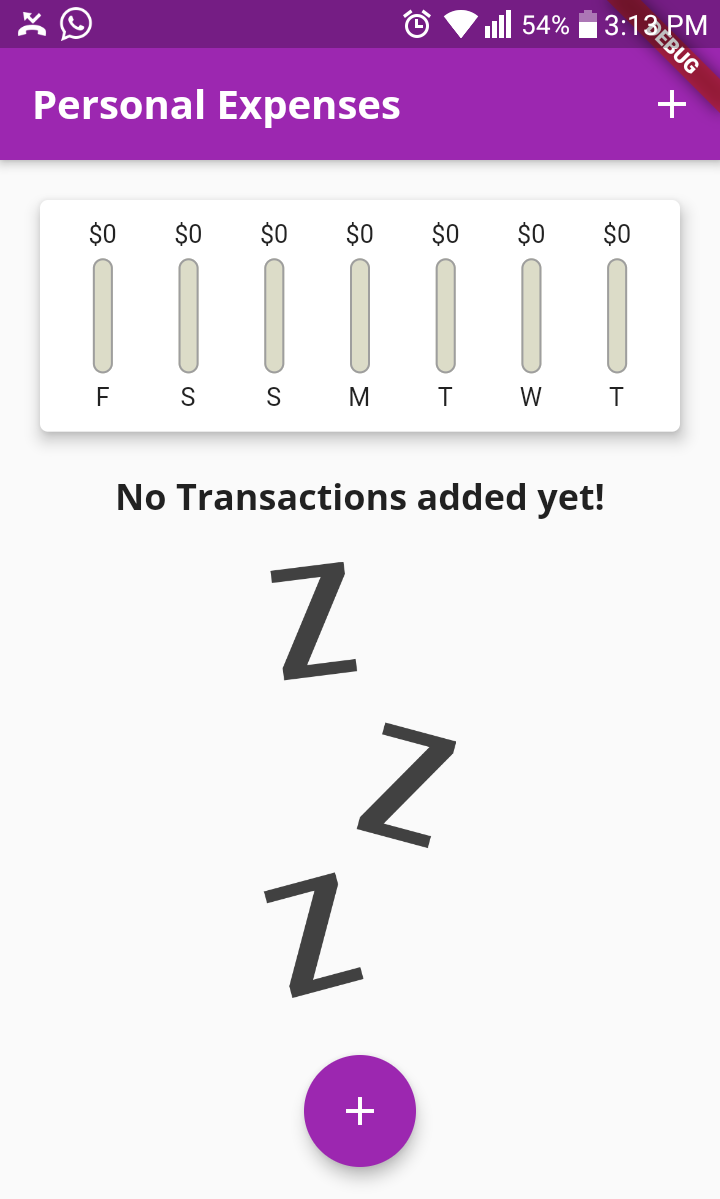 54% 3:13 PM
DEBUG
Personal Expenses
$0 $0 $0 $0 $0 $0 $0
F S S M T W T
No Transactions added yet!
Z
Z
Z